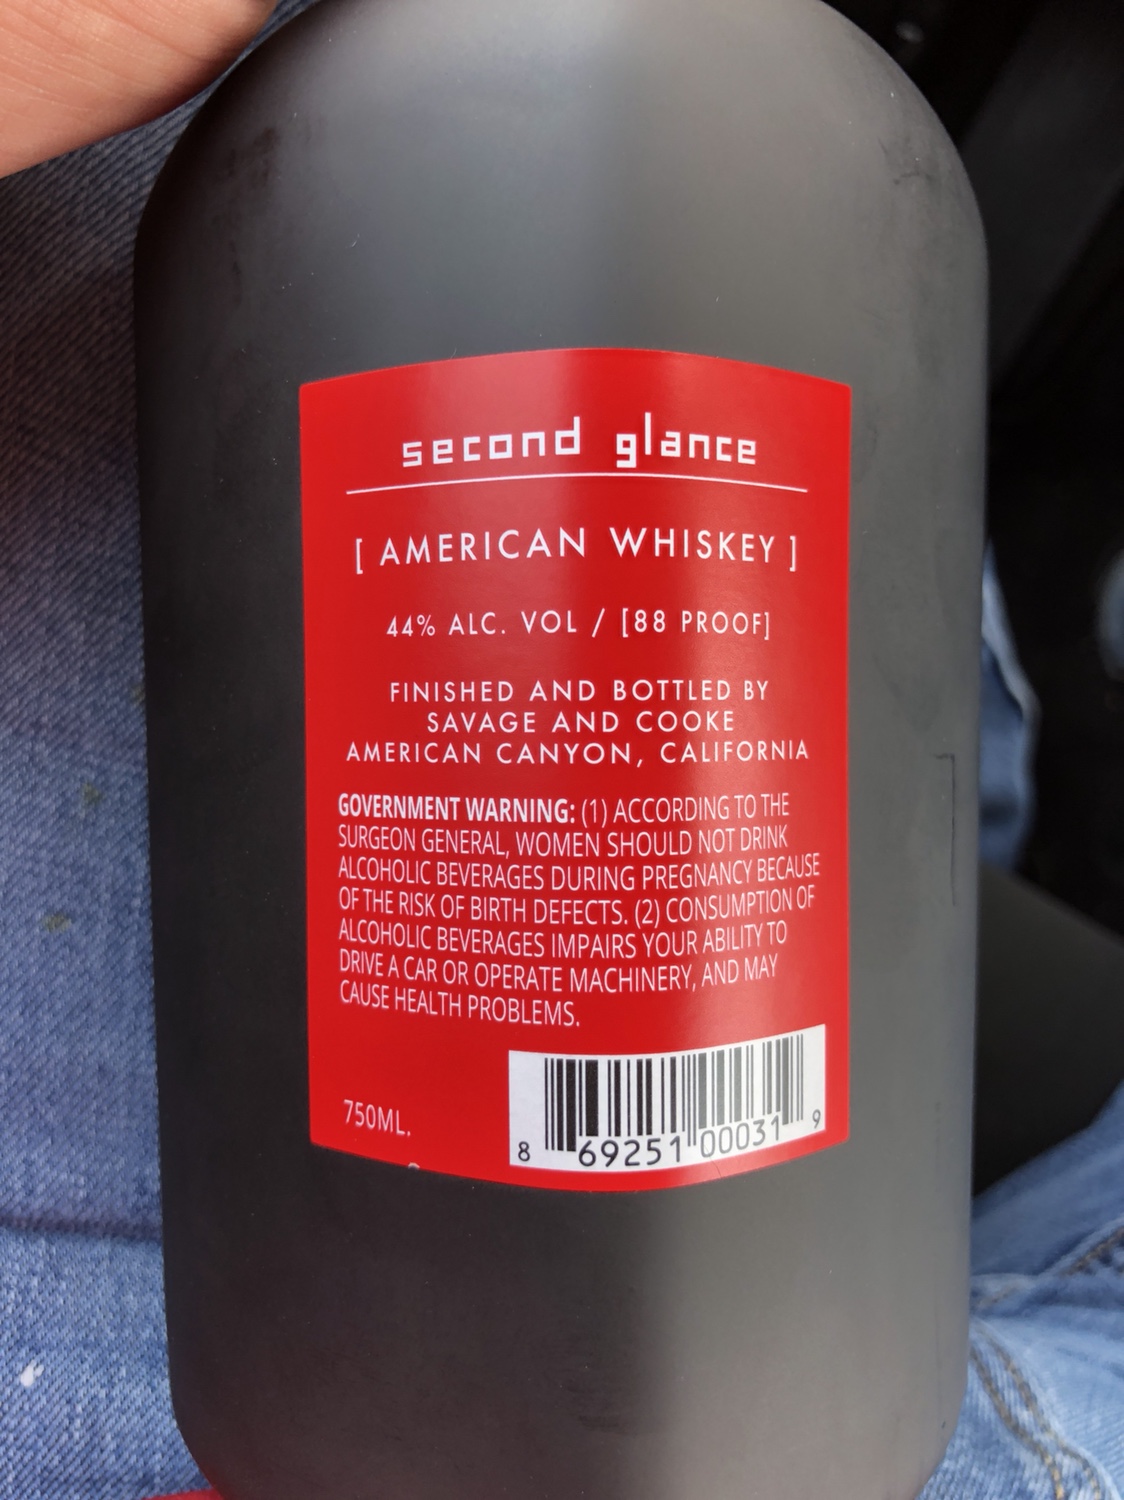 second glance
[ AMERICAN WHISKEY ]
44% ALC. VOL / [88 PROOF]
FINISHED AND BOTTLED BY
SAVAGE AND COOKE
AMERICAN CANYON, CALIFORNIA
GOVERNMENT WARNING: (1) ACCORDING TO THE
SURGEON GENERAL, WOMEN SHOULD NOT DRINK
ALCOHOLIC BEVERAGES DURING PREGNANCY BECAUSE
OF THE RISK OF BIRTH DEFECTS. (2) CONSUMPTION OF
ALCOHOLIC BEVERAGES IMPAIRS YOUR ABILITY TO
DRIVE A CAR OR OPERATE MACHINERY, AND MAY
CAUSE HEALTH PROBLEMS.
750ML.
8 69251 00031 9